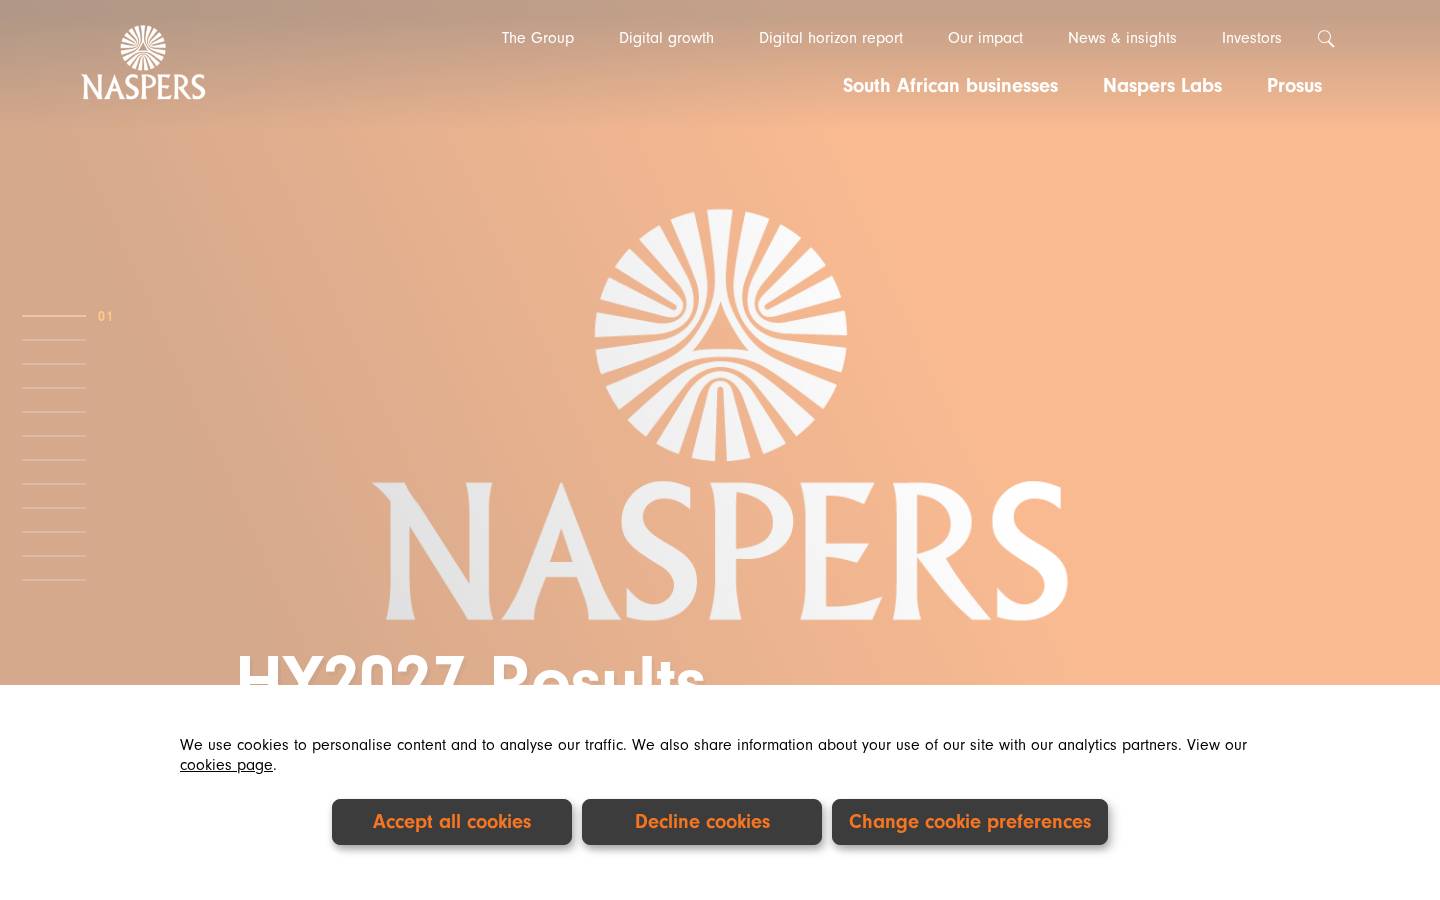 NASPERS
The Group Digital growth Digital horizon report Our impact News & insights Investors
South African businesses Naspers Labs Prosus
01
NASPERS
HY2027 Results
We use cookies to personalise content and to analyse our traffic. We also share information about your use of our site with our analytics partners. View our
cookies page.
Accept all cookies Decline cookies Change cookie preferences